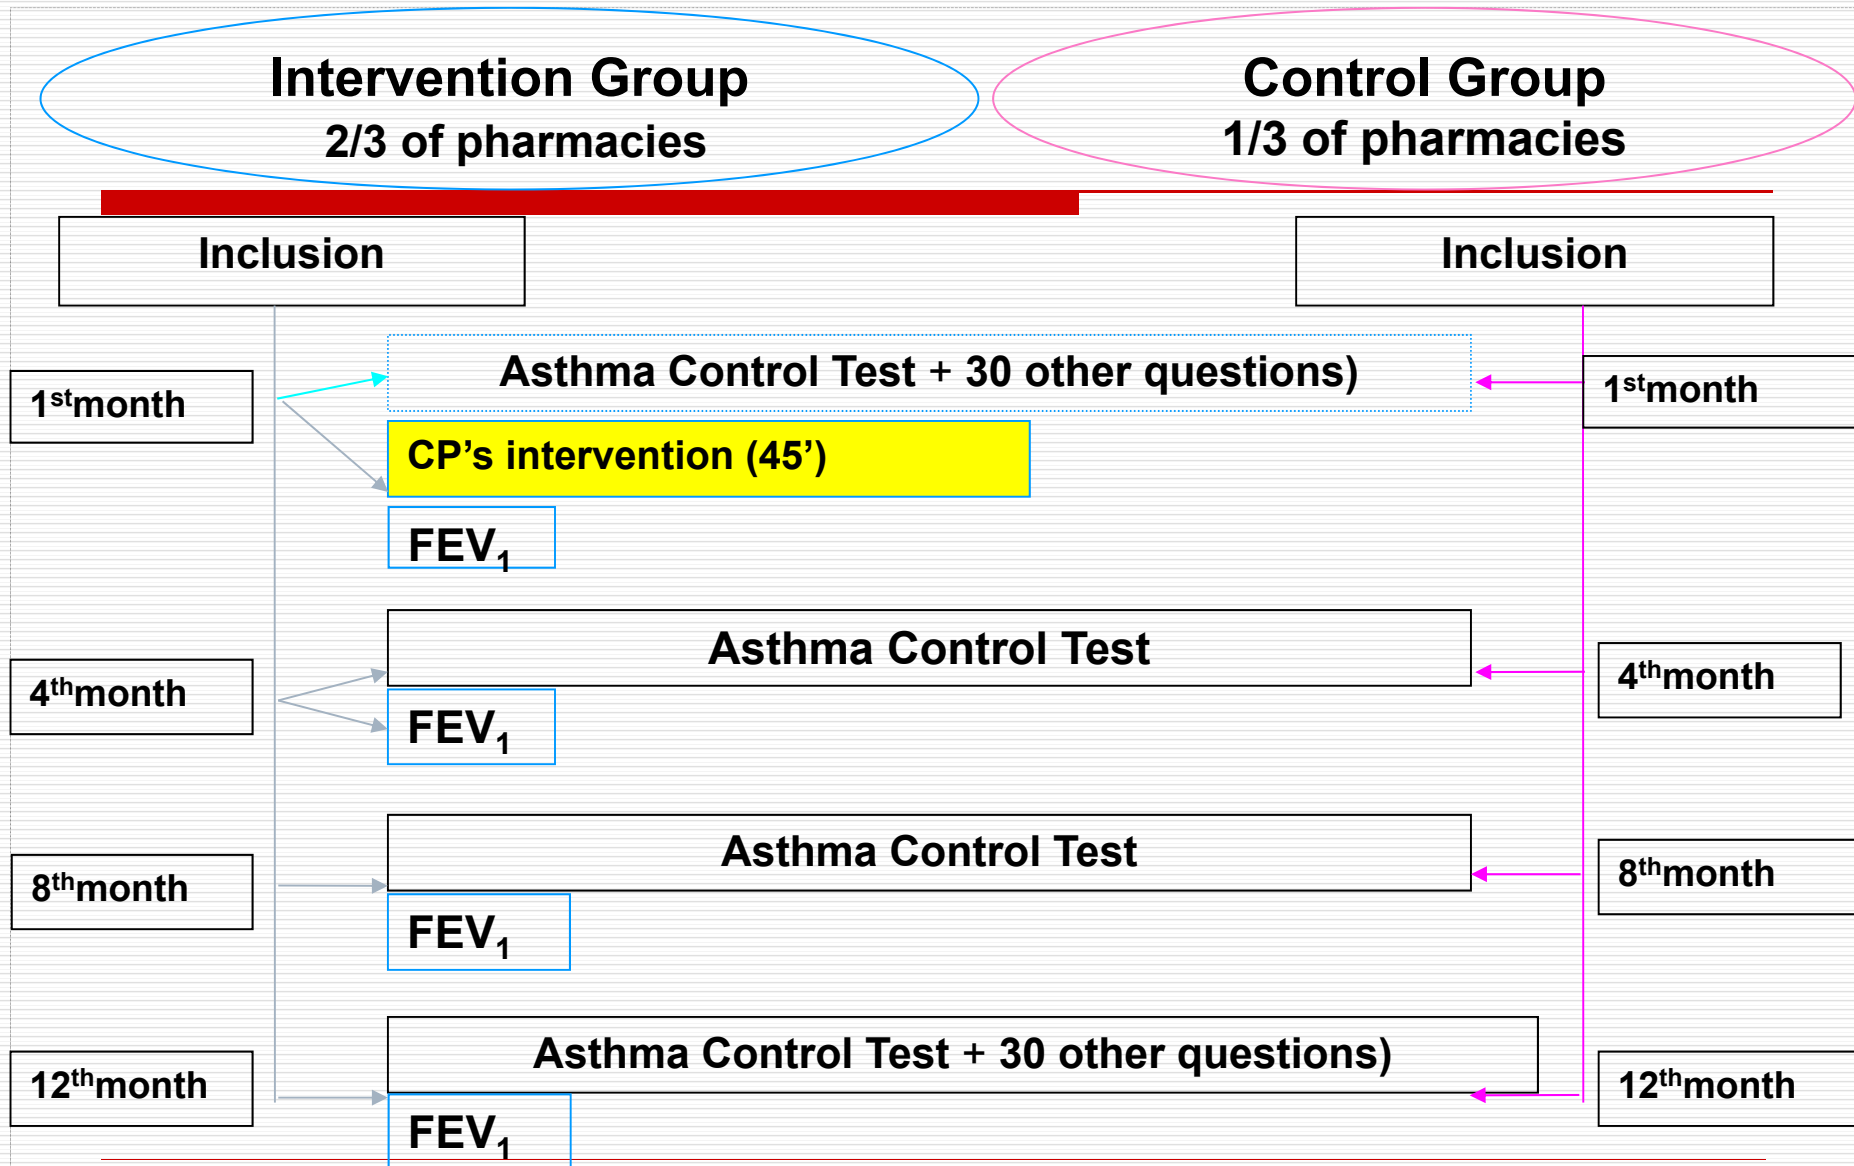 Intervention Group
2/3 of pharmacies
Control Group
1/3 of pharmacies
Inclusion
Inclusion
Asthma Control Test + 30 other questions)
1stmonth
1stmonth
CP’s intervention (45’)
FEV1
Asthma Control Test
4thmonth
4thmonth
FEV1
Asthma Control Test
8thmonth
8thmonth
FEV1
Asthma Control Test + 30 other questions)
12thmonth
12thmonth
FEV1